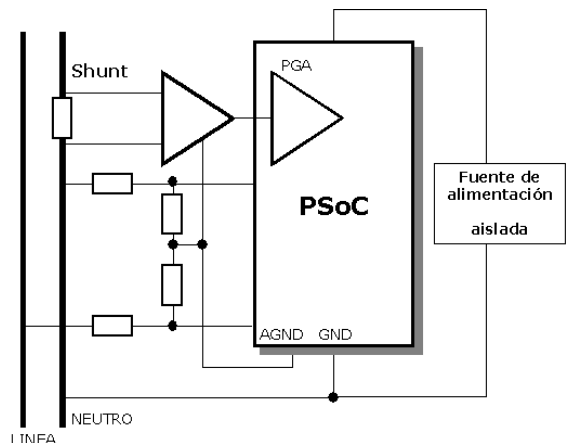 Shunt
PGA
PSoC
Fuente de
alimentación
aislada
AGND
GND
NEUTRO
LINEA